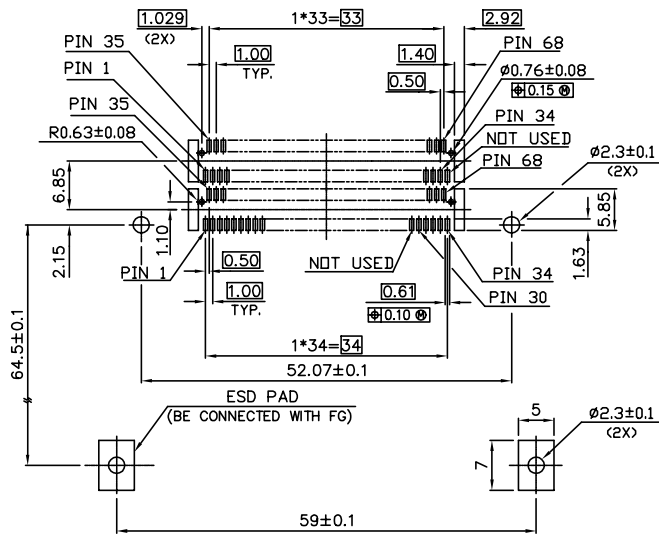 1.029
(2X)
1*33=33
2.92
PIN 35
1.00
TYP.
1.40
PIN 68
PIN 1
0.50
Ø0.76±0.08
⌖ 0.15 Ⓜ
PIN 35
PIN 34
R0.63±0.08
NOT USED
PIN 68
Ø2.3±0.1
(2X)
6.85
5.85
1.10
2.15
1.63
PIN 1
0.50
NOT USED
PIN 34
1.00
TYP.
0.61
⌖ 0.10 Ⓜ
PIN 30
1*34=34
64.5±0.1
52.07±0.1
ESD PAD
(BE CONNECTED WITH FG)
5
Ø2.3±0.1
(2X)
7
59±0.1